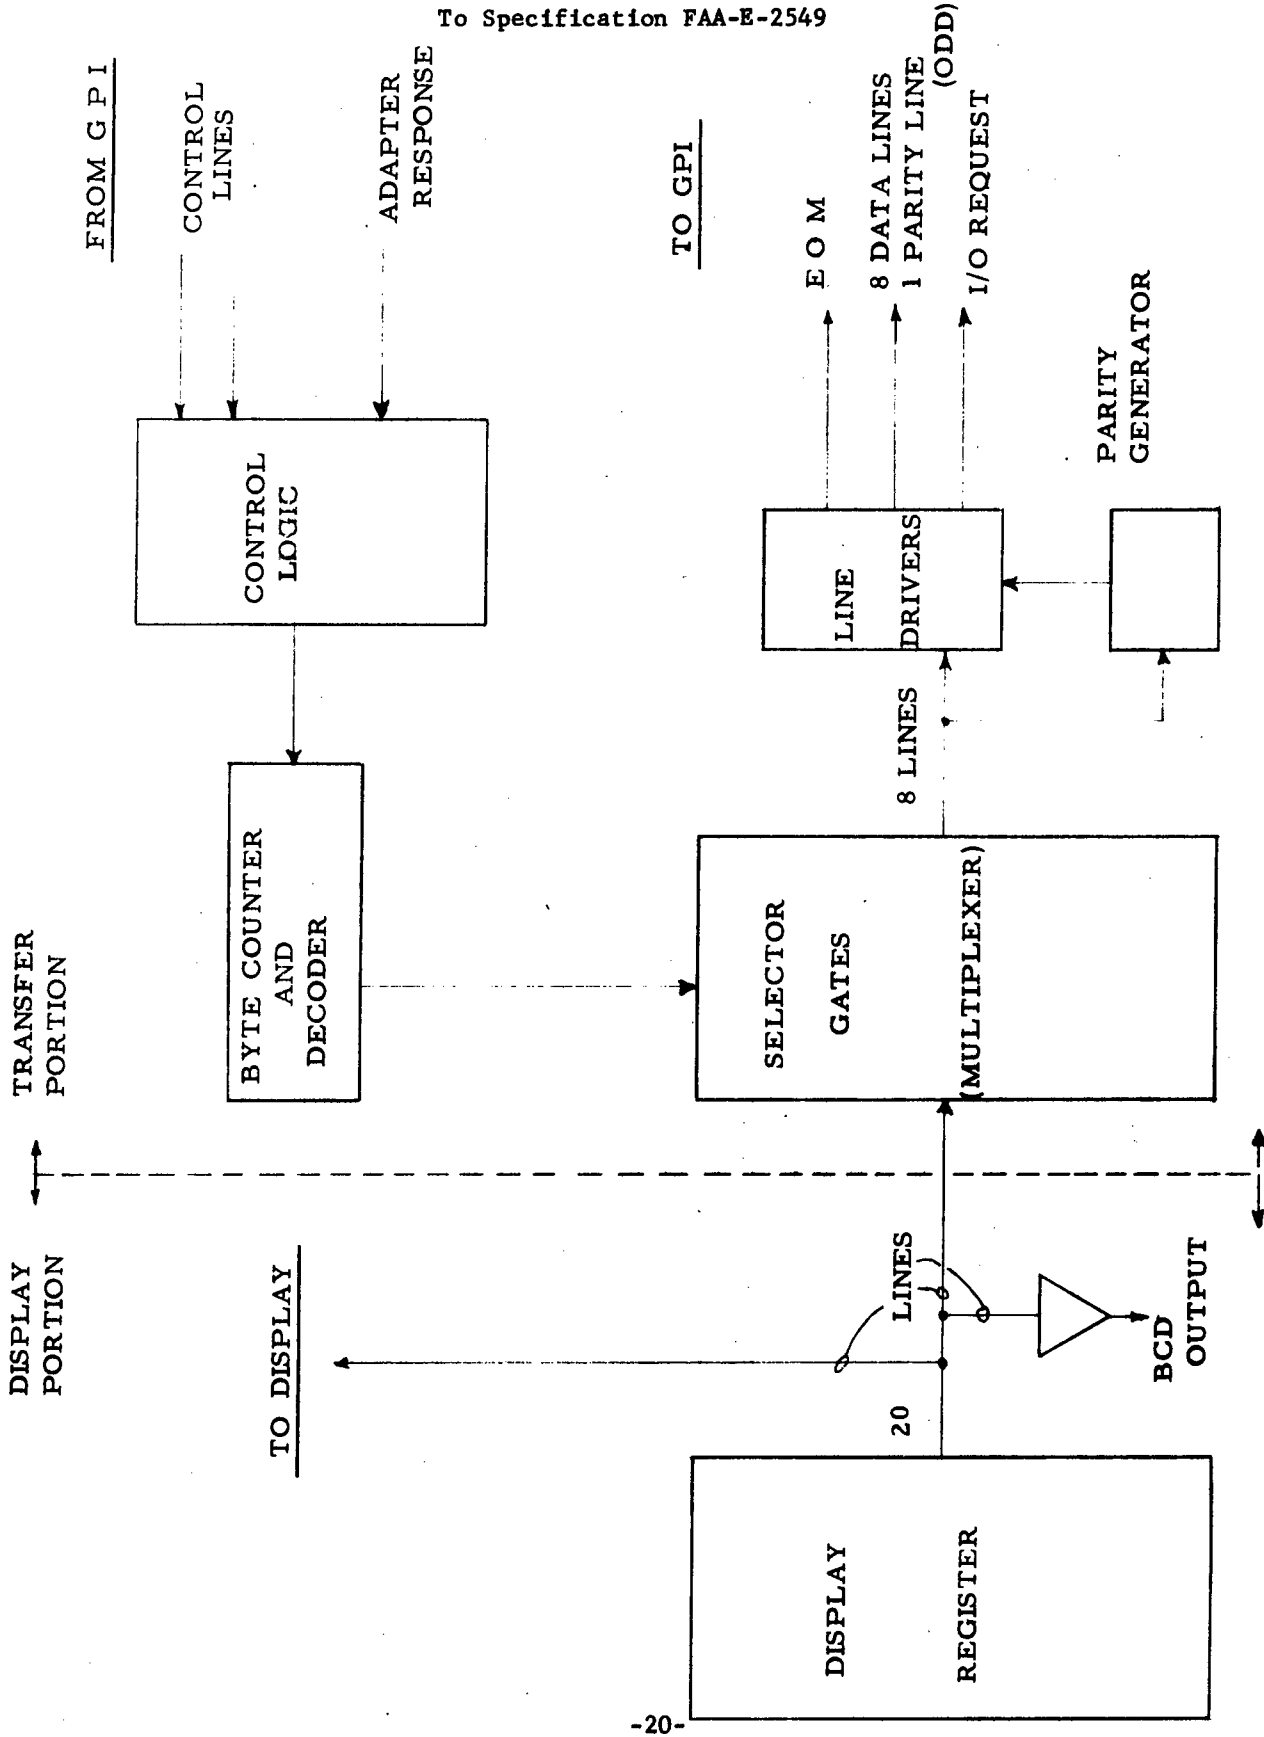 To Specification FAA-E-2549
DISPLAY
PORTION
TRANSFER
PORTION
FROM G P I
CONTROL
LINES
ADAPTER
RESPONSE
CONTROL
LOGIC
BYTE COUNTER
AND
DECODER
TO DISPLAY
TO GPI
E O M
8 DATA LINES
1 PARITY LINE
(ODD)
I/O REQUEST
LINE
DRIVERS
PARITY
GENERATOR
8 LINES
SELECTOR
GATES
(MULTIPLEXER)
LINES
20
BCD
OUTPUT
DISPLAY
REGISTER
-20-